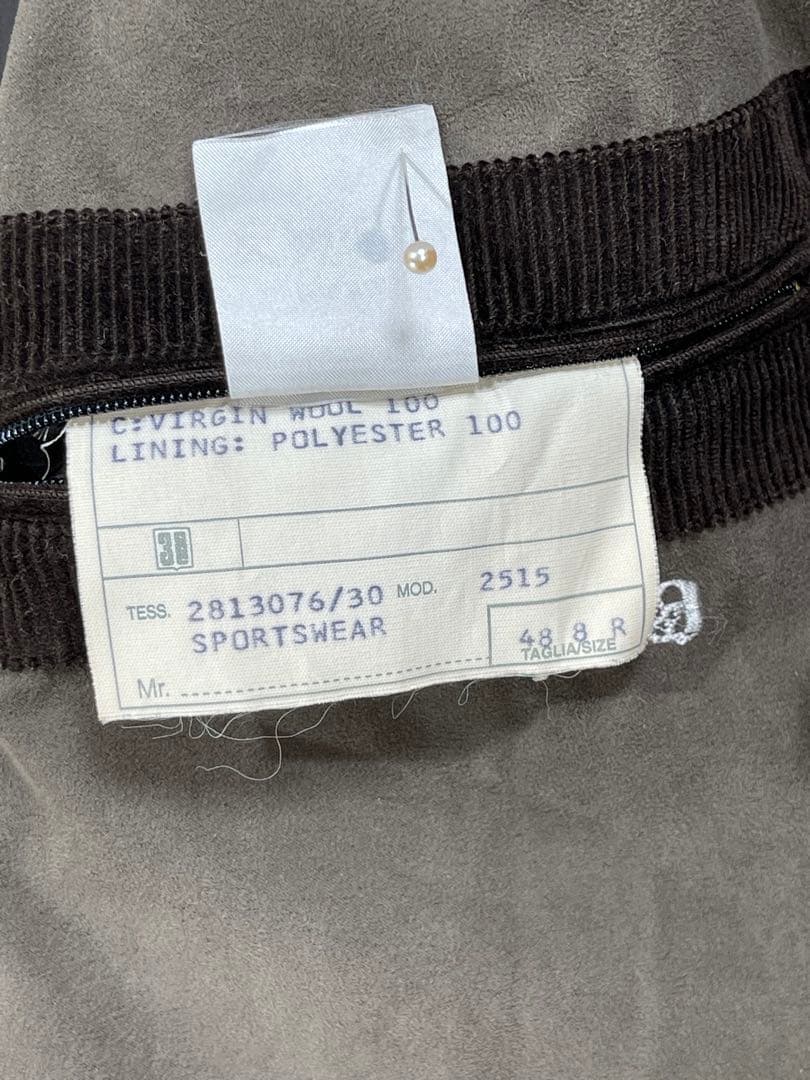 C:VIRGIN WOOL 100
LINING: POLYESTER 100
TESS. 2813076/30 MOD. 2515
SPORTSWEAR
48 8 R
TAGLIA/SIZE
Mr.